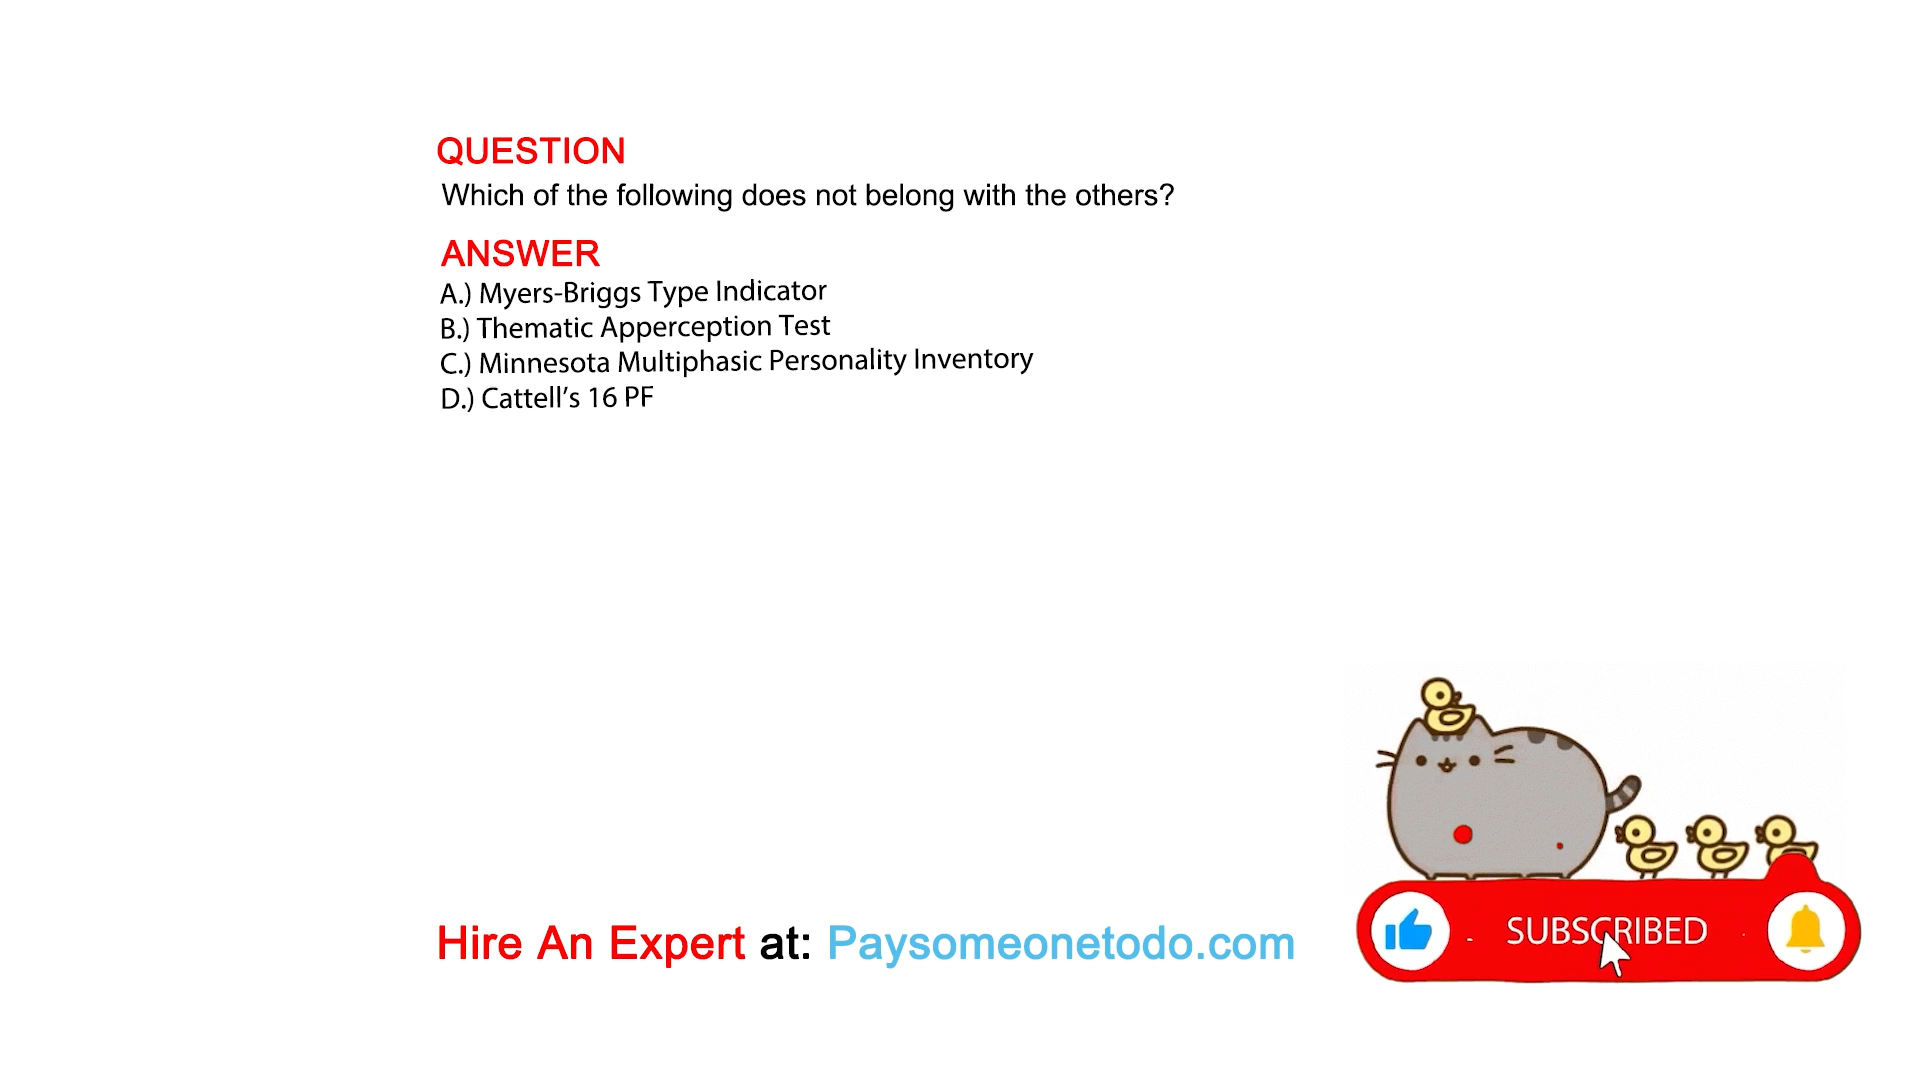 QUESTION
Which of the following does not belong with the others?
ANSWER
A.) Myers-Briggs Type Indicator
B.) Thematic Apperception Test
C.) Minnesota Multiphasic Personality Inventory
D.) Cattell’s 16 PF
Hire An Expert at: Paysomeonetodo.com
SUBSCRIBED